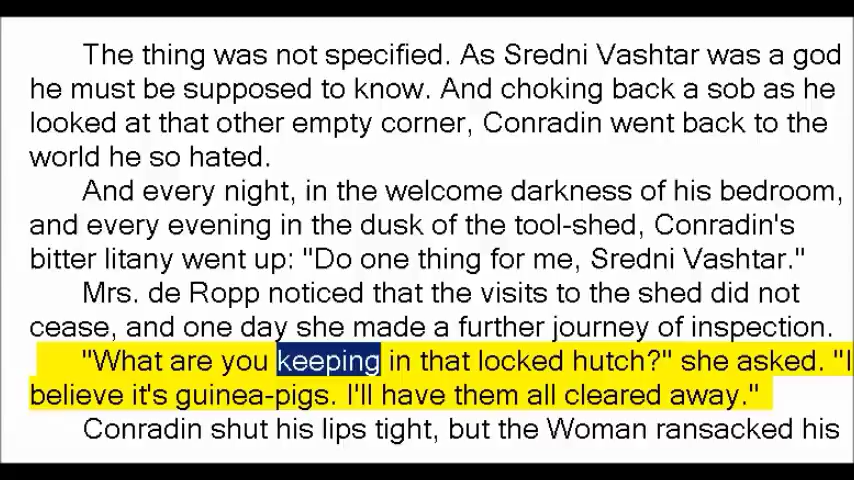 The thing was not specified. As Sredni Vashtar was a god
he must be supposed to know. And choking back a sob as he
looked at that other empty corner, Conradin went back to the
world he so hated.
And every night, in the welcome darkness of his bedroom,
and every evening in the dusk of the tool-shed, Conradin's
bitter litany went up: "Do one thing for me, Sredni Vashtar."
Mrs. de Ropp noticed that the visits to the shed did not
cease, and one day she made a further journey of inspection.
"What are you keeping in that locked hutch?" she asked. "I
believe it's guinea-pigs. I'll have them all cleared away."
Conradin shut his lips tight, but the Woman ransacked his